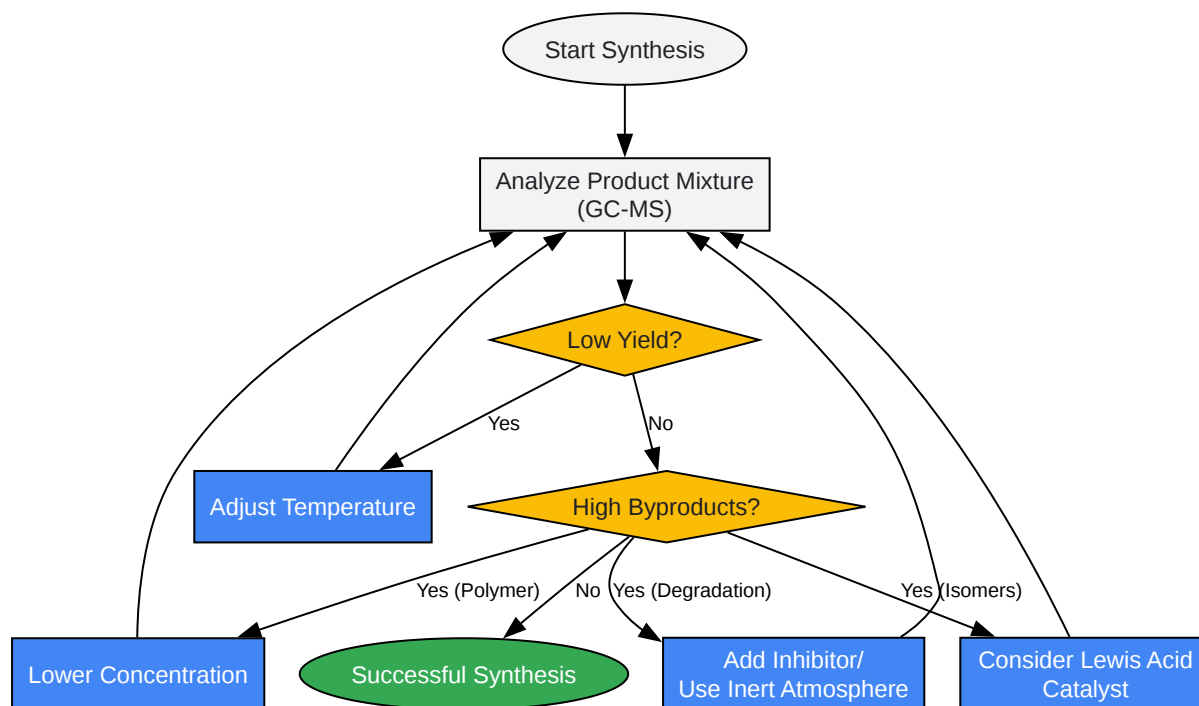 Start Synthesis
Analyze Product Mixture
(GC-MS)
Low Yield?
Yes
No
Adjust Temperature
High Byproducts?
Yes (Polymer)
No
Yes (Degradation)
Yes (Isomers)
Lower Concentration
Successful Synthesis
Add Inhibitor/
Use Inert Atmosphere
Consider Lewis Acid
Catalyst